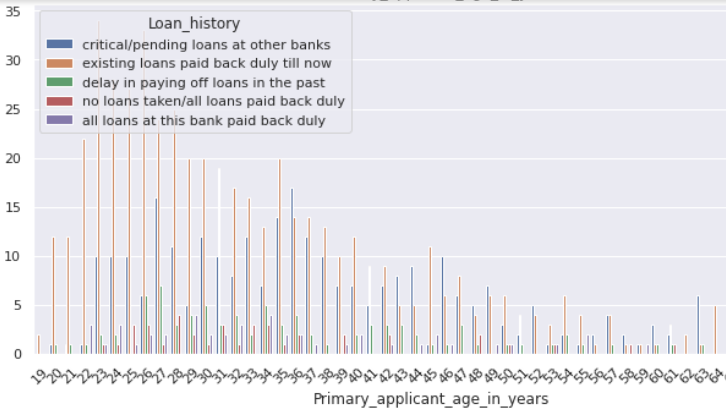 35
Loan_history
critical/pending loans at other banks
existing loans paid back duly till now
delay in paying off loans in the past
no loans taken/all loans paid back duly
all loans at this bank paid back duly
30
25
20
15
10
5
0
19 20 21 22 23 24 25 26 27 28 29 30 31 32 33 34 35 36 37 38 39 40 41 42 43 44 45 46 47 48 49 50 51 52 53 54 55 56 57 58 59 60 61 62 63 64
Primary_applicant_age_in_years